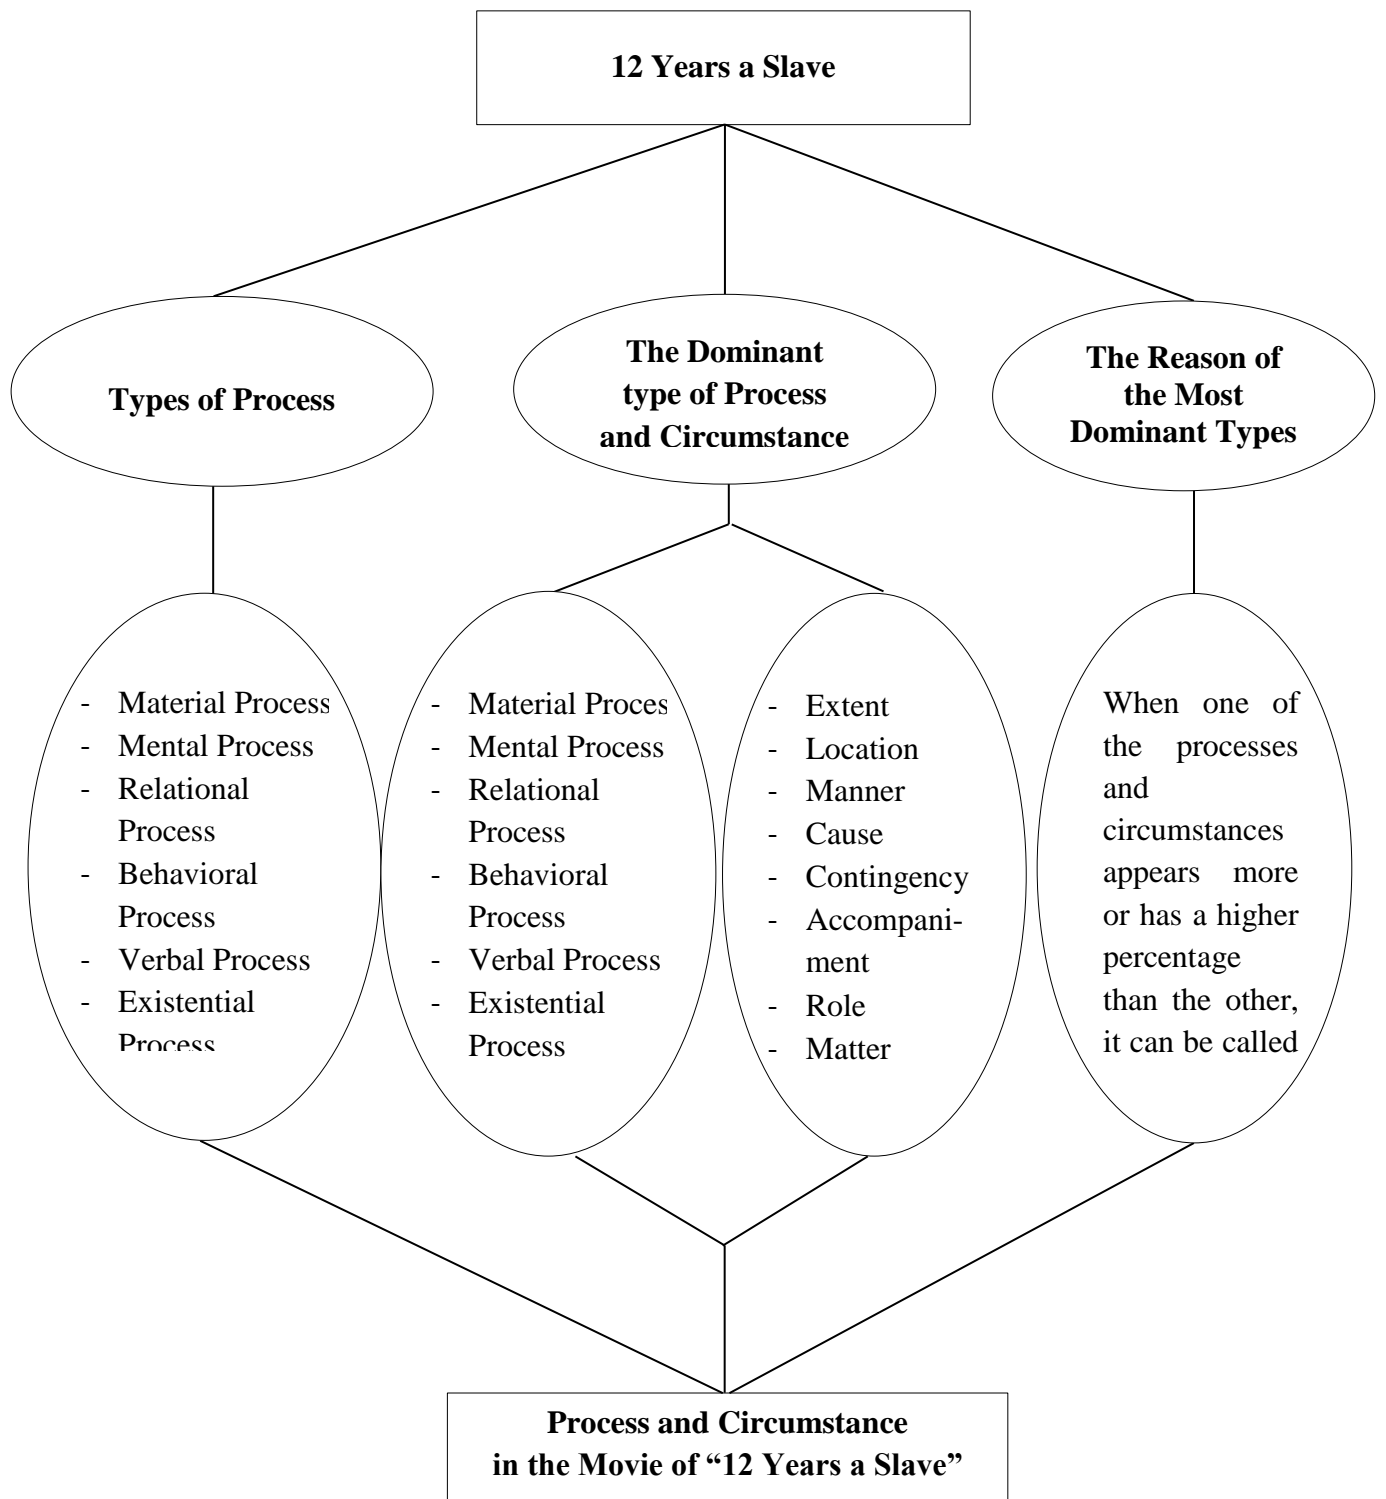 12 Years a Slave
Types of Process
The Dominant
type of Process
and Circumstance
The Reason of
the Most
Dominant Types
- Material Process
- Mental Process
- Relational
Process
- Behavioral
Process
- Verbal Process
- Existential
Process
- Material Proces
- Mental Process
- Relational
Process
- Behavioral
Process
- Verbal Process
- Existential
Process
- Extent
- Location
- Manner
- Cause
- Contingency
- Accompani-
ment
- Role
- Matter
When one of
the processes
and
circumstances
appears more
or has a higher
percentage
than the other,
it can be called
Process and Circumstance
in the Movie of “12 Years a Slave”